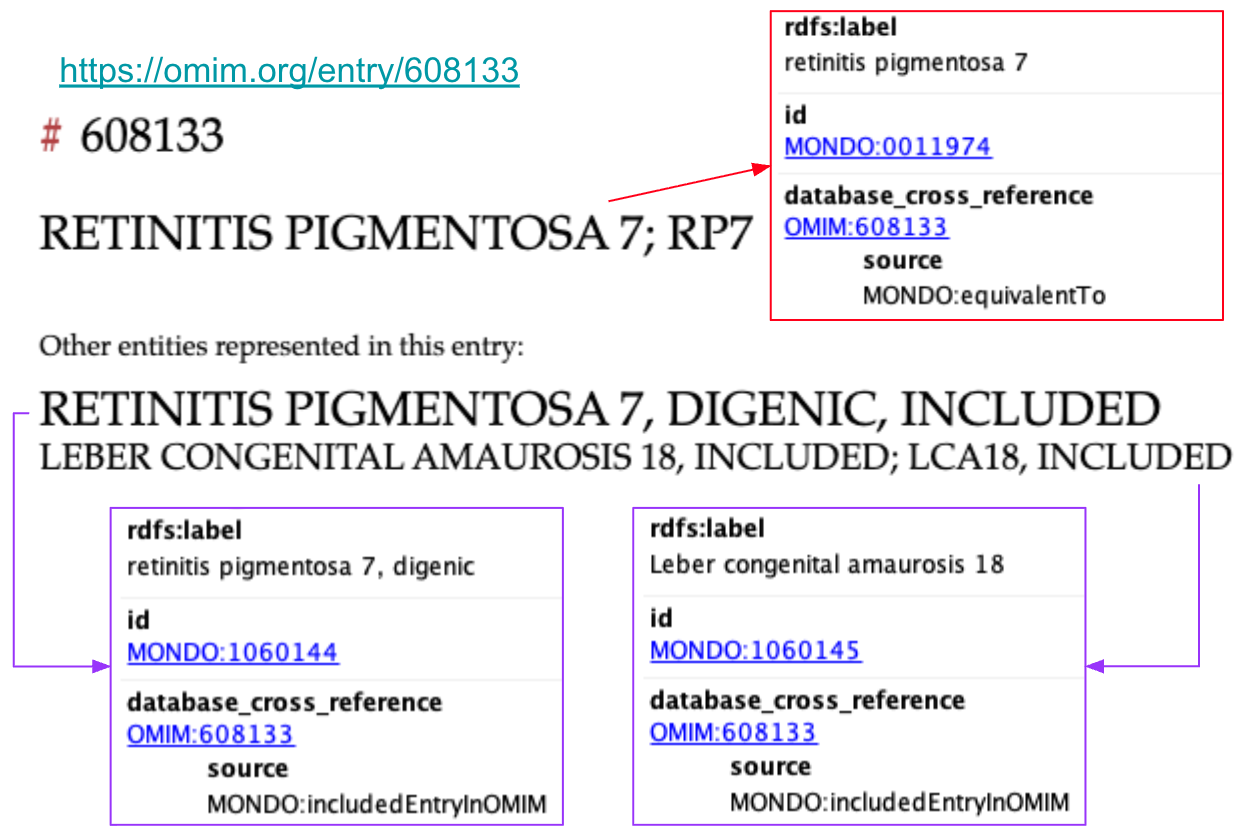 https://omim.org/entry/608133
# 608133
RETINITIS PIGMENTOSA 7; RP7
rdfs:label
retinitis pigmentosa 7
id
MONDO:0011974
database_cross_reference
OMIM:608133
source
MONDO:equivalentTo
Other entities represented in this entry:
RETINITIS PIGMENTOSA 7, DIGENIC, INCLUDED
LEBER CONGENITAL AMAUROSIS 18, INCLUDED; LCA18, INCLUDED
rdfs:label
retinitis pigmentosa 7, digenic
id
MONDO:1060144
database_cross_reference
OMIM:608133
source
MONDO:includedEntryInOMIM
rdfs:label
Leber congenital amaurosis 18
id
MONDO:1060145
database_cross_reference
OMIM:608133
source
MONDO:includedEntryInOMIM